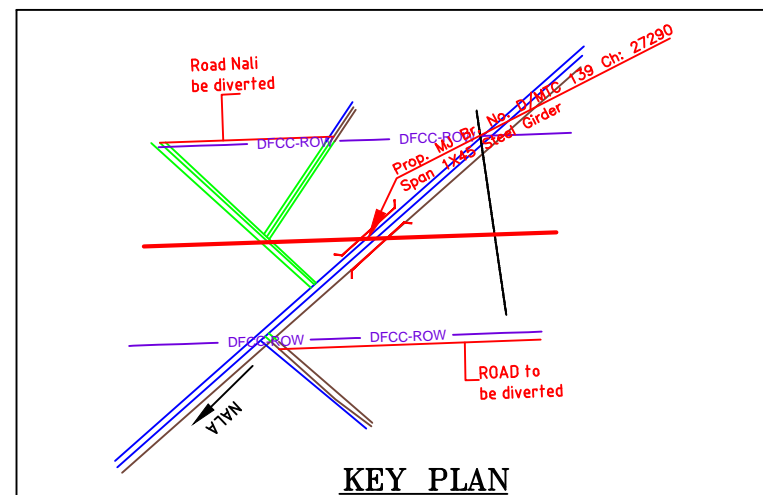 Road Nali
be diverted
DFCC-ROW
DFCC-ROW
Prop. MJ Br. No. D/MTC 139 Ch: 27290
Span 1X45 Steel Girder
DFCC-ROW
DFCC-ROW
ROAD to
be diverted
NALA
KEY PLAN